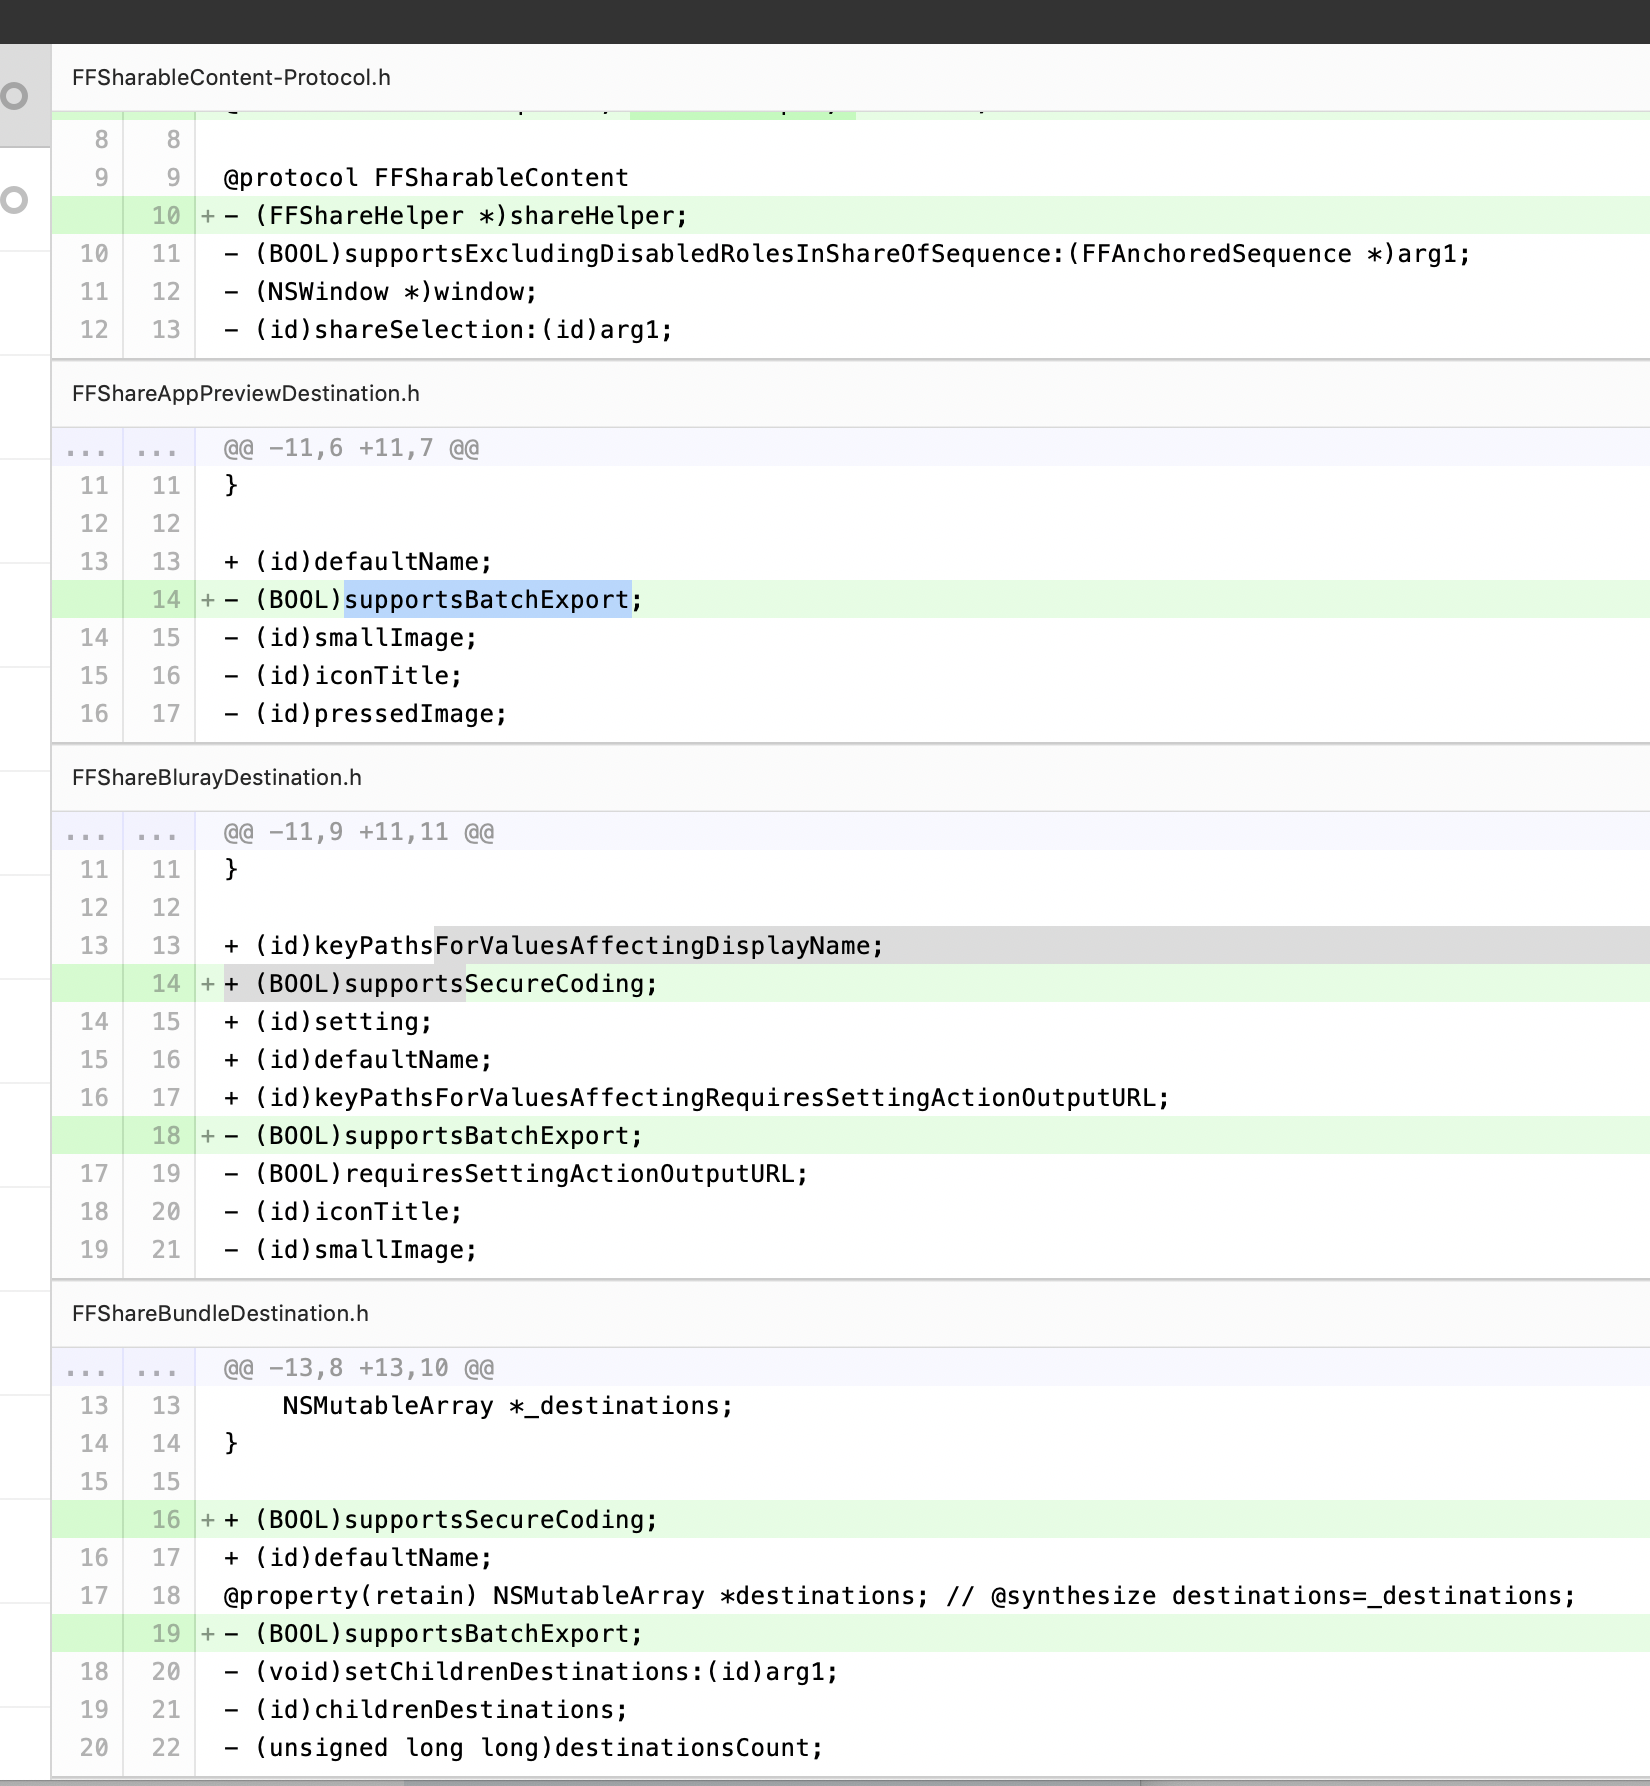 FFSharableContent-Protocol.h
8 8
9 9 @protocol FFSharableContent
10 +- (FFShareHelper *)shareHelper;
10 11 - (BOOL)supportsExcludingDisabledRolesInShareOfSequence:(FFAnchoredSequence *)arg1;
11 12 - (NSWindow *)window;
12 13 - (id)shareSelection:(id)arg1;
FFShareAppPreviewDestination.h
... ... @@ -11,6 +11,7 @@
11 11 }
12 12
13 13 + (id)defaultName;
14 +- (BOOL)supportsBatchExport;
14 15 - (id)smallImage;
15 16 - (id)iconTitle;
16 17 - (id)pressedImage;
FFShareBlurayDestination.h
... ... @@ -11,9 +11,11 @@
11 11 }
12 12
13 13 + (id)keyPathsForValuesAffectingDisplayName;
14 ++ (BOOL)supportsSecureCoding;
14 15 + (id)setting;
15 16 + (id)defaultName;
16 17 + (id)keyPathsForValuesAffectingRequiresSettingActionOutputURL;
18 +- (BOOL)supportsBatchExport;
17 19 - (BOOL)requiresSettingActionOutputURL;
18 20 - (id)iconTitle;
19 21 - (id)smallImage;
FFShareBundleDestination.h
... ... @@ -13,8 +13,10 @@
13 13 NSMutableArray *_destinations;
14 14 }
15 15
16 ++ (BOOL)supportsSecureCoding;
16 17 + (id)defaultName;
17 18 @property(retain) NSMutableArray *destinations; // @synthesize destinations=_destinations;
19 +- (BOOL)supportsBatchExport;
18 20 - (void)setChildrenDestinations:(id)arg1;
19 21 - (id)childrenDestinations;
20 22 - (unsigned long long)destinationsCount;